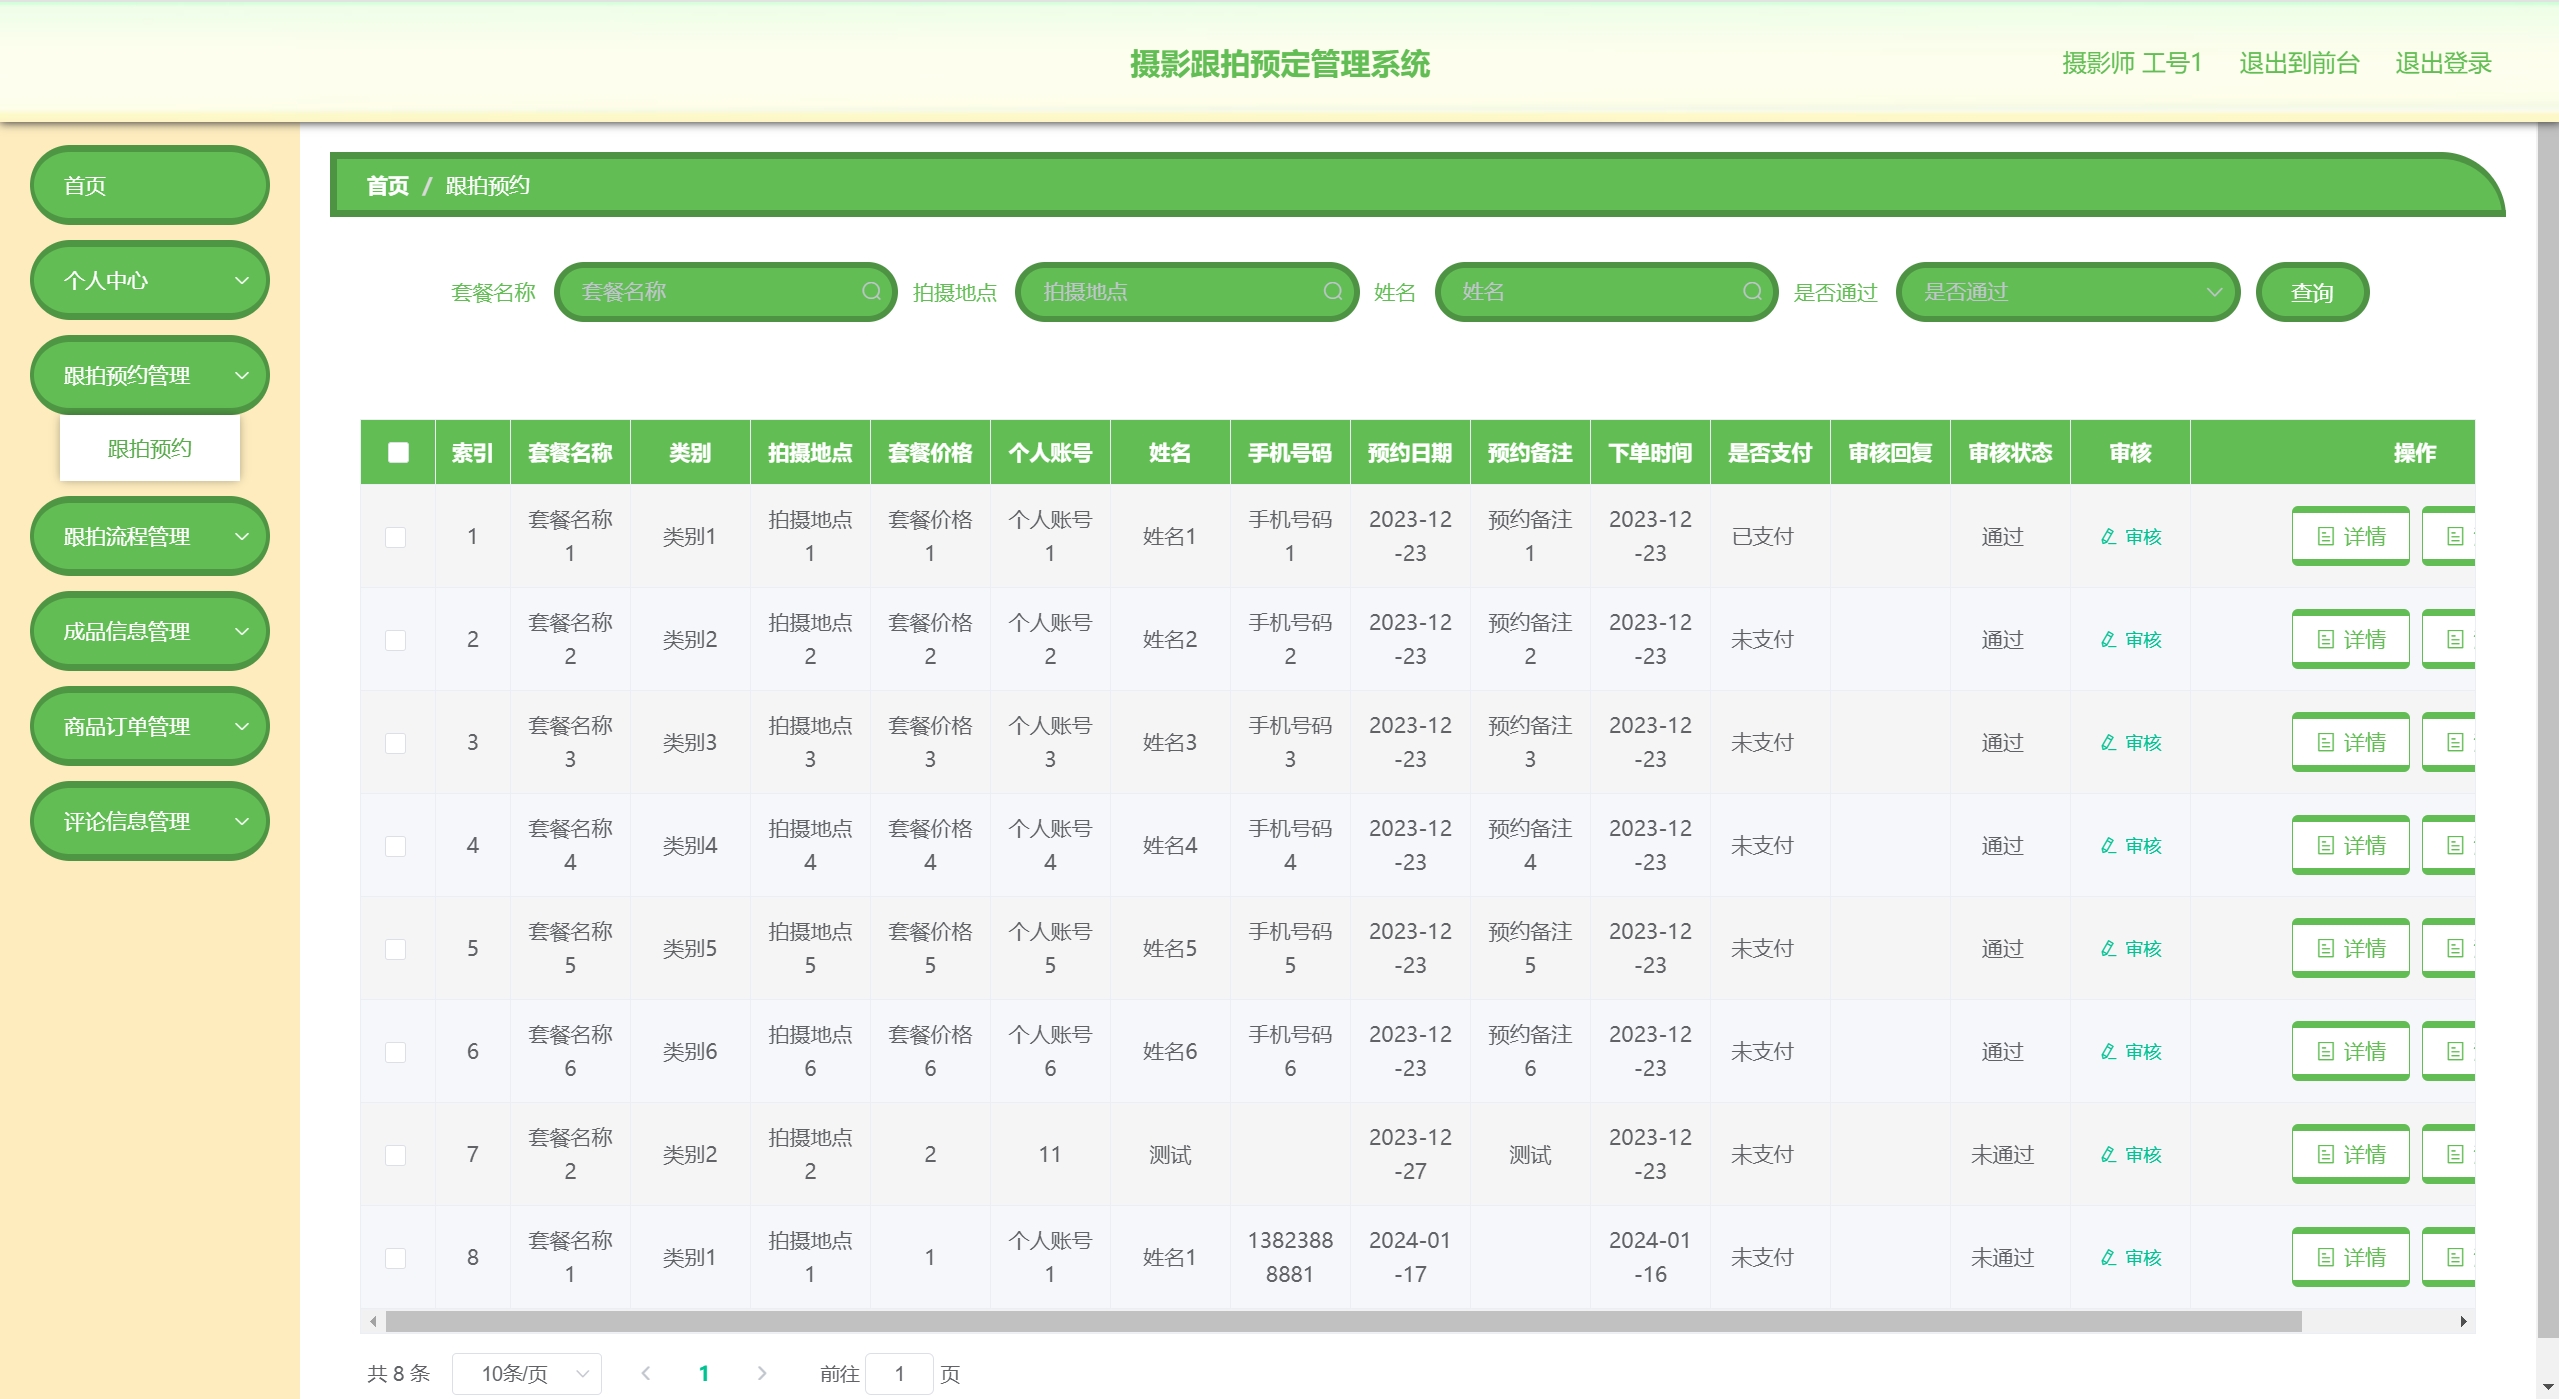 摄影跟拍预定管理系统
摄影师 工号1 退出到前台 退出登录
首页
个人中心
跟拍预约管理
跟拍预约
跟拍流程管理
成品信息管理
商品订单管理
评论信息管理
首页 / 跟拍预约
套餐名称 套餐名称 拍摄地点 拍摄地点 姓名 姓名 是否通过 是否通过 查询
索引 套餐名称 类别 拍摄地点 套餐价格 个人账号 姓名 手机号码 预约日期 预约备注 下单时间 是否支付 审核回复 审核状态 审核 操作
1 套餐名称1 类别1 拍摄地点1 套餐价格1 个人账号1 姓名1 手机号码1 2023-12-23 预约备注1 2023-12-23 已支付 通过 审核 详情
2 套餐名称2 类别2 拍摄地点2 套餐价格2 个人账号2 姓名2 手机号码2 2023-12-23 预约备注2 2023-12-23 未支付 通过 审核 详情
3 套餐名称3 类别3 拍摄地点3 套餐价格3 个人账号3 姓名3 手机号码3 2023-12-23 预约备注3 2023-12-23 未支付 通过 审核 详情
4 套餐名称4 类别4 拍摄地点4 套餐价格4 个人账号4 姓名4 手机号码4 2023-12-23 预约备注4 2023-12-23 未支付 通过 审核 详情
5 套餐名称5 类别5 拍摄地点5 套餐价格5 个人账号5 姓名5 手机号码5 2023-12-23 预约备注5 2023-12-23 未支付 通过 审核 详情
6 套餐名称6 类别6 拍摄地点6 套餐价格6 个人账号6 姓名6 手机号码6 2023-12-23 预约备注6 2023-12-23 未支付 通过 审核 详情
7 套餐名称2 类别2 拍摄地点2 2 11 测试 2023-12-27 测试 2023-12-23 未支付 未通过 审核 详情
8 套餐名称1 类别1 拍摄地点1 1 个人账号1 姓名1 13823888881 2024-01-17 2024-01-16 未支付 未通过 审核 详情
共 8 条 10条/页 1 前往 1 页